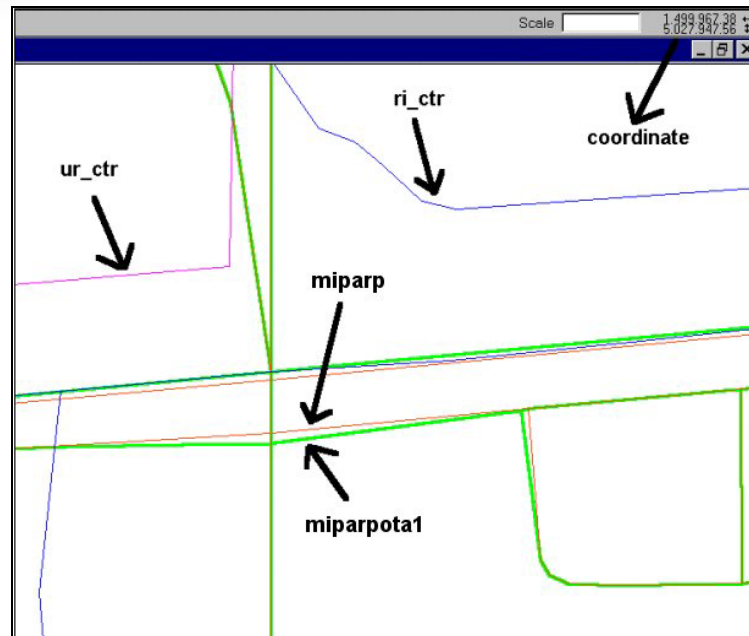 Scale
1.499.967.38
5.027.947.56
ri_ctr
coordinate
ur_ctr
miparp
miparpota1